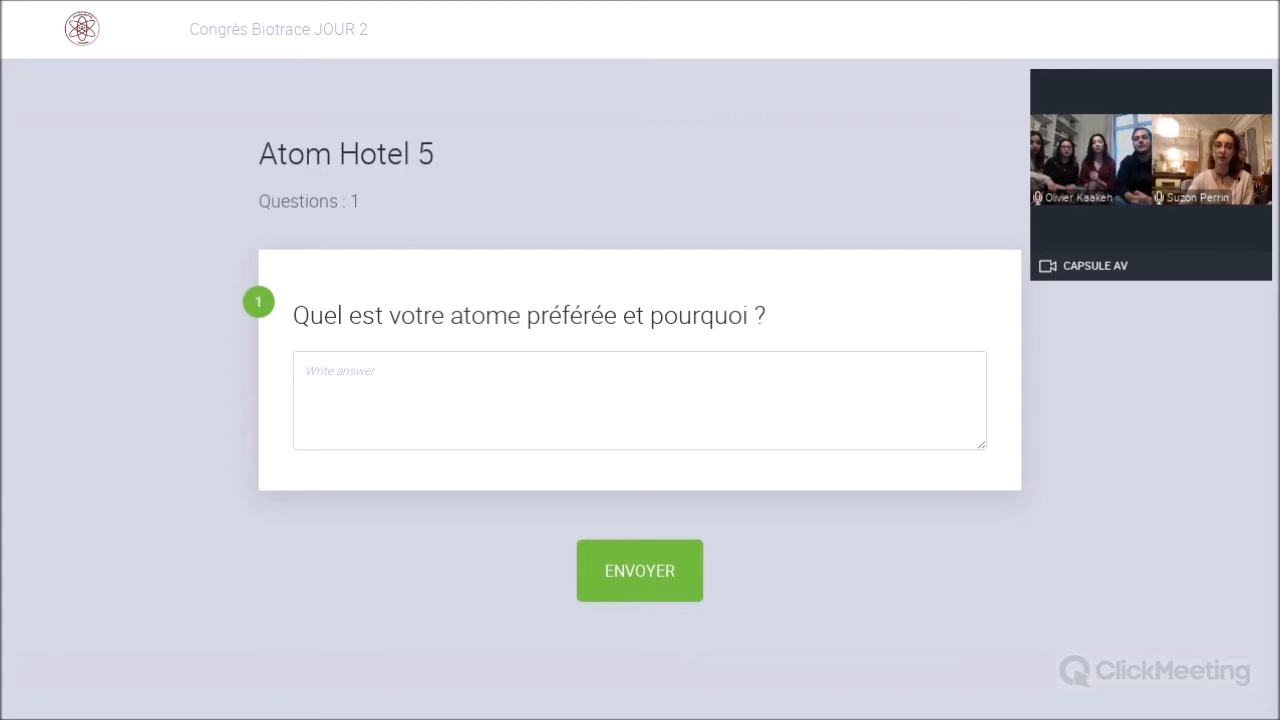 Congrès Biotrace JOUR 2
Atom Hotel 5
Questions : 1
1
Quel est votre atome préférée et pourquoi ?
Write answer
ENVOYER
Olivier Kaakeh
Suzon Perrin
CAPSULE AV
ClickMeeting